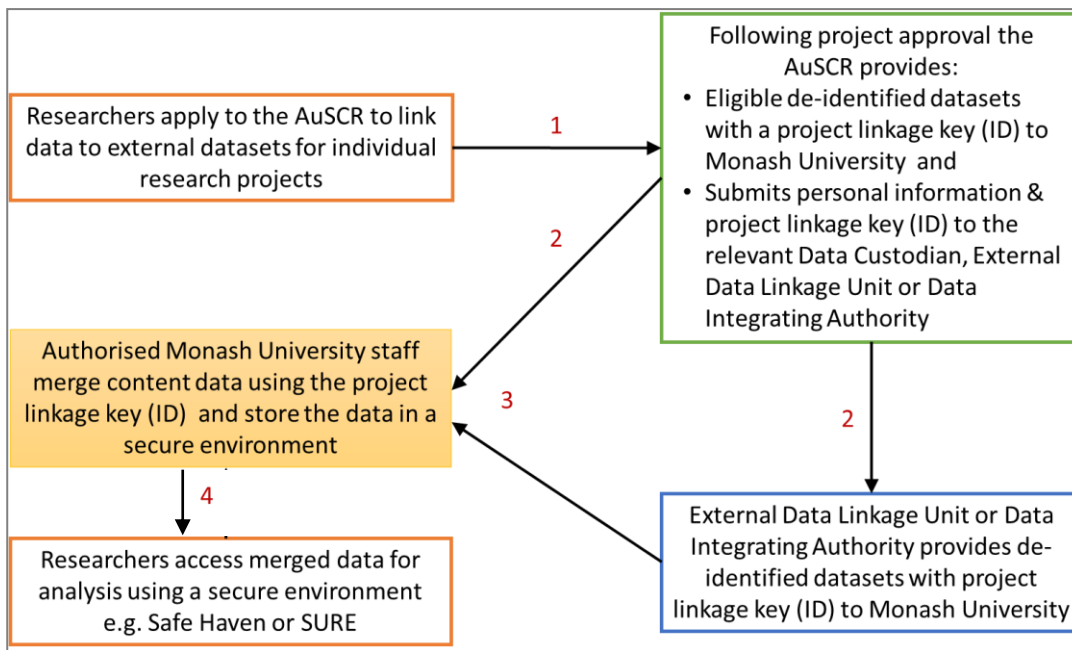 Researchers apply to the AuSCR to link
data to external datasets for individual
research projects
1
Following project approval the
AuSCR provides:
• Eligible de-identified datasets
with a project linkage key (ID) to
Monash University and
• Submits personal information &
project linkage key (ID) to the
relevant Data Custodian, External
Data Linkage Unit or Data
Integrating Authority
2
2
Authorised Monash University staff
merge content data using the project
linkage key (ID) and store the data in a
secure environment
3
External Data Linkage Unit or Data
Integrating Authority provides de-
identified datasets with project
linkage key (ID) to Monash University
4
Researchers access merged data for
analysis using a secure environment
e.g. Safe Haven or SURE